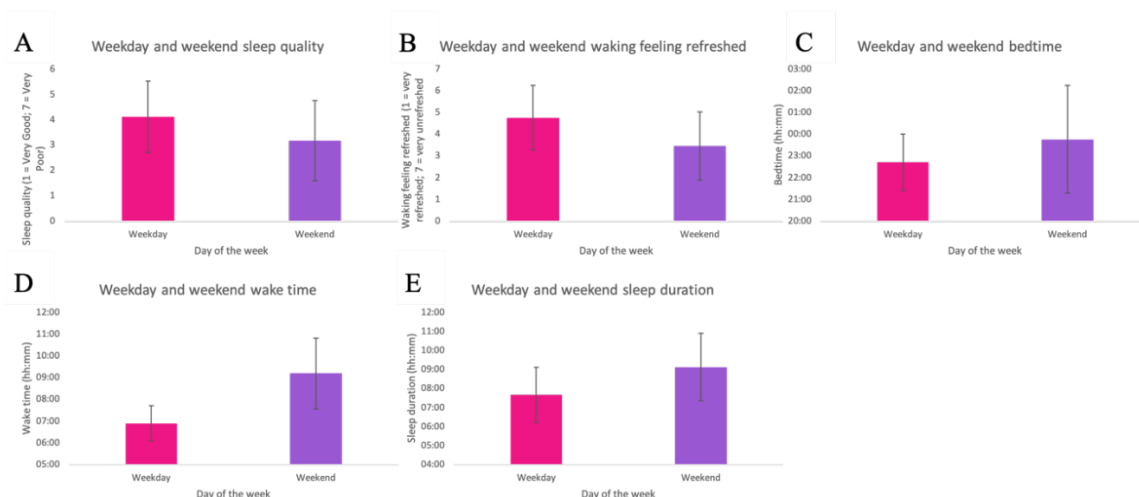 A
Weekday and weekend sleep quality
Sleep quality (1 = Very Good; 7 = Very
Poor)
6
5
4
3
2
1
0
Weekday
Weekend
Day of the week
B
Weekday and weekend waking feeling refreshed
Waking feeling refreshed (1 = very
refreshed; 7 = very unrefreshed
7
6
5
4
3
2
1
0
Weekday
Weekend
Day of the week
C
Weekday and weekend bedtime
Bedtime (hh:mm)
03:00
02:00
01:00
00:00
23:00
22:00
21:00
20:00
Weekday
Weekend
Day of the week
D
Weekday and weekend wake time
Wake time (hh:mm)
12:00
11:00
10:00
09:00
08:00
07:00
06:00
05:00
Weekday
Weekend
Day of the week
E
Weekday and weekend sleep duration
Sleep duration (hh:mm)
12:00
11:00
10:00
09:00
08:00
07:00
06:00
05:00
04:00
Weekday
Weekend
Day of the week